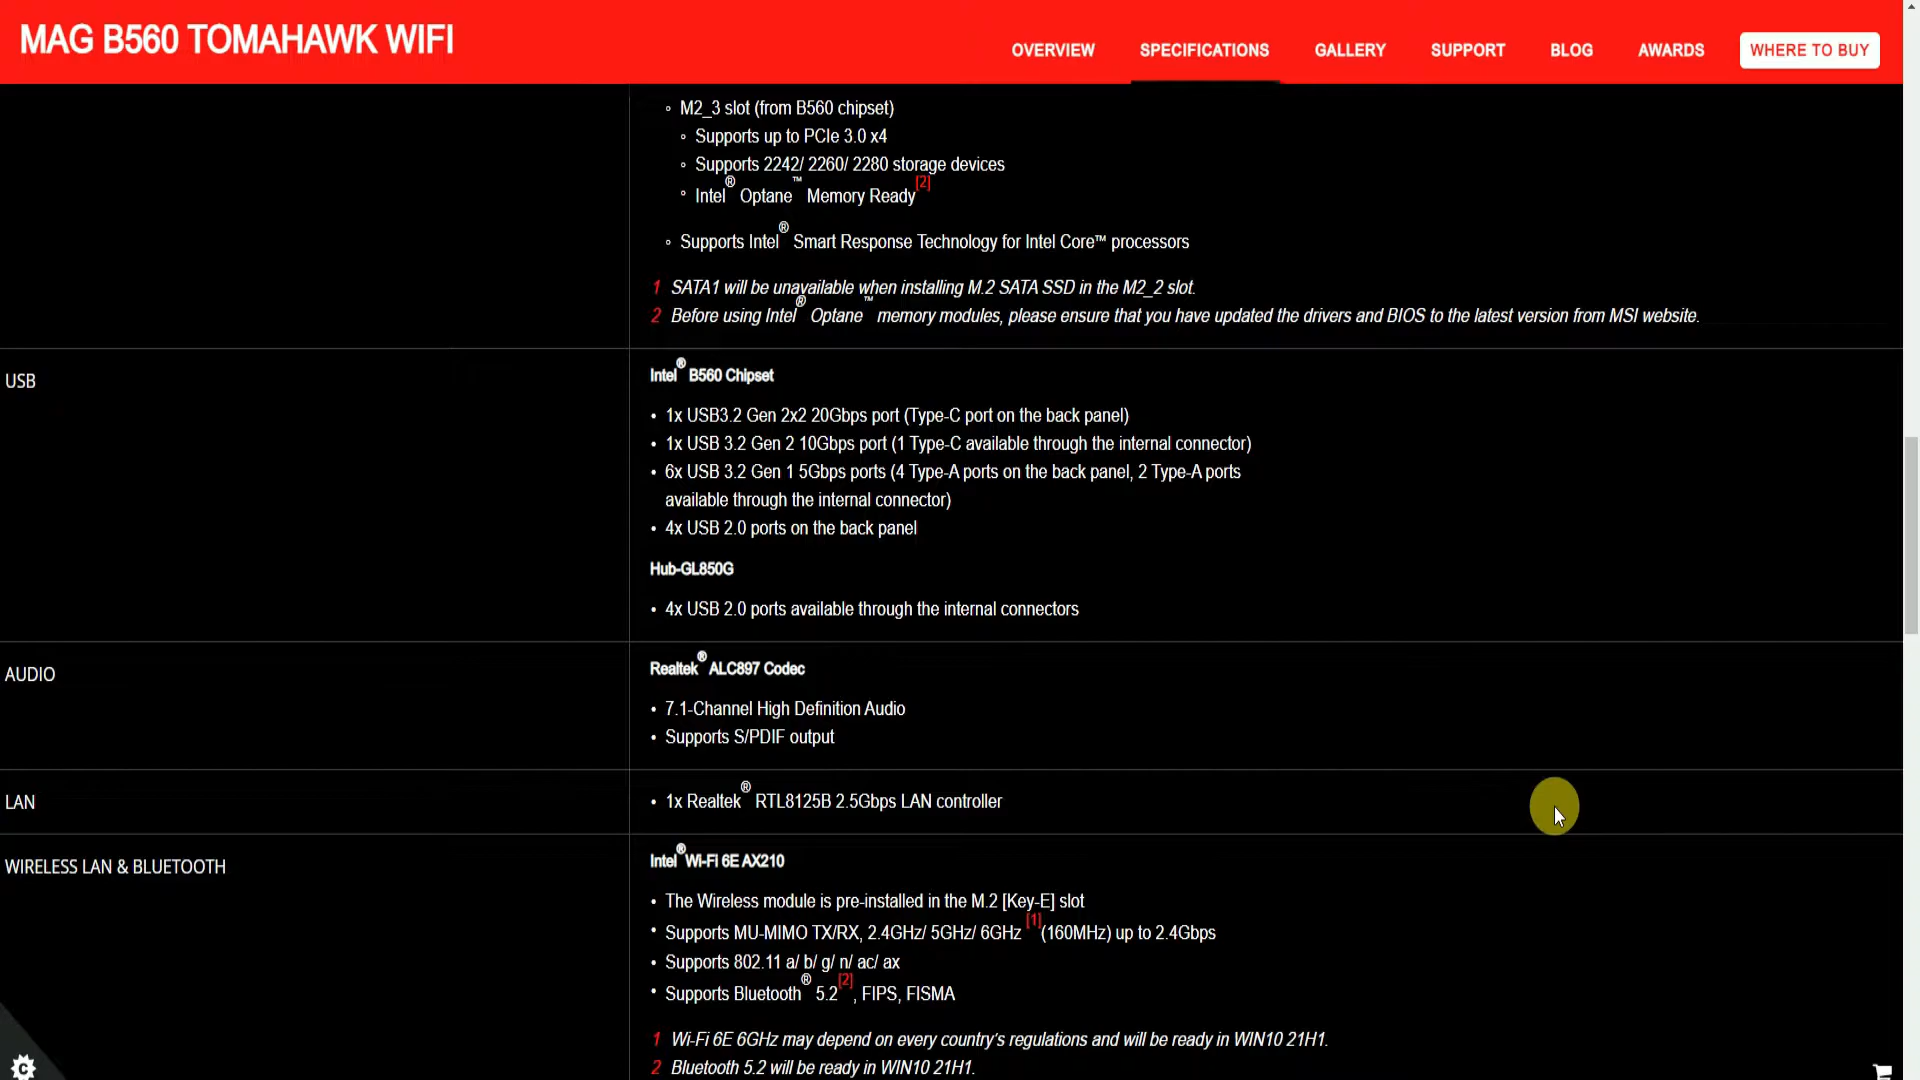 MAG B560 TOMAHAWK WIFI
OVERVIEW SPECIFICATIONS GALLERY SUPPORT BLOG AWARDS WHERE TO BUY
◦ M2_3 slot (from B560 chipset)
◦ Supports up to PCIe 3.0 x4
◦ Supports 2242/ 2260/ 2280 storage devices
◦ Intel® Optane™ Memory Ready[2]
◦ Supports Intel® Smart Response Technology for Intel Core™ processors
1 SATA1 will be unavailable when installing M.2 SATA SSD in the M2_2 slot.
2 Before using Intel® Optane™ memory modules, please ensure that you have updated the drivers and BIOS to the latest version from MSI website.
USB
Intel® B560 Chipset
• 1x USB3.2 Gen 2x2 20Gbps port (Type-C port on the back panel)
• 1x USB 3.2 Gen 2 10Gbps port (1 Type-C available through the internal connector)
• 6x USB 3.2 Gen 1 5Gbps ports (4 Type-A ports on the back panel, 2 Type-A ports
available through the internal connector)
• 4x USB 2.0 ports on the back panel
Hub-GL850G
• 4x USB 2.0 ports available through the internal connectors
AUDIO
Realtek® ALC897 Codec
• 7.1-Channel High Definition Audio
• Supports S/PDIF output
LAN
• 1x Realtek® RTL8125B 2.5Gbps LAN controller
WIRELESS LAN & BLUETOOTH
Intel® Wi-Fi 6E AX210
• The Wireless module is pre-installed in the M.2 [Key-E] slot
• Supports MU-MIMO TX/RX, 2.4GHz/ 5GHz/ 6GHz [1](160MHz) up to 2.4Gbps
• Supports 802.11 a/ b/ g/ n/ ac/ ax
• Supports Bluetooth® 5.2[2], FIPS, FISMA
1 Wi-Fi 6E 6GHz may depend on every country's regulations and will be ready in WIN10 21H1.
2 Bluetooth 5.2 will be ready in WIN10 21H1.
C